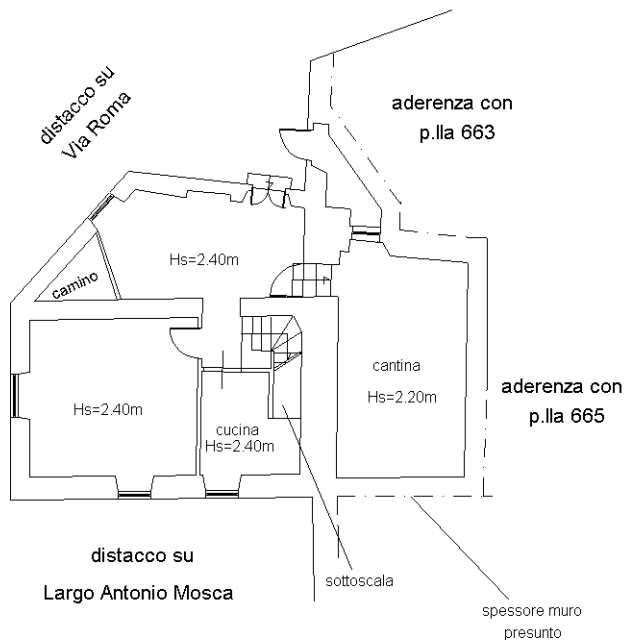 distacco su
Via Roma
aderenza con
p.lla 663
Hs=2.40m
camino
cantina
Hs=2.20m
aderenza con
p.lla 665
Hs=2.40m
cucina
Hs=2.40m
distacco su
Largo Antonio Mosca
sottoscala
spessore muro
presunto